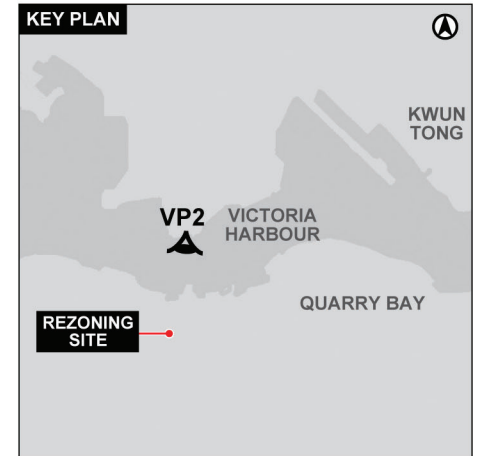 KEY PLAN
KWUN
TONG
VP2
VICTORIA
HARBOUR
QUARRY BAY
REZONING
SITE